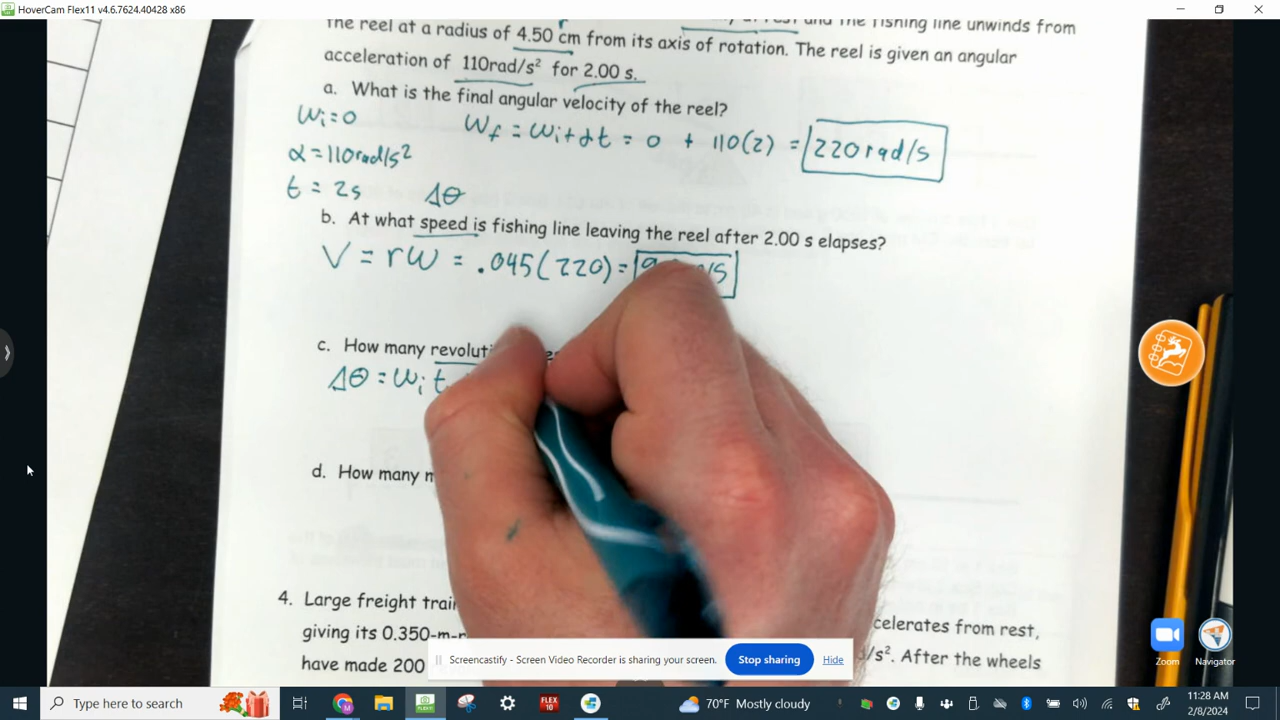 HoverCam Flex11 v4.6.7624.40428 x86
the reel at a radius of 4.50 cm from its axis of rotation. The reel is given an angular
acceleration of 110rad/s² for 2.00 s.
a. What is the final angular velocity of the reel?
ωi=0
ωf = ωi+αt = 0 + 110(2) = 220 rad/s
α=110rad/s²
t = 2s
Δθ
b. At what speed is fishing line leaving the reel after 2.00 s elapses?
V = rω = .045(220)=
c. How many
Δθ = ωi t
d. How many
4. Large freight
celerates from rest,
giving its 0.350-m-r
/s². After the wheels
have made 200
Screencastify - Screen Video Recorder is sharing your screen.
Stop sharing
Hide
Zoom
Navigator
Type here to search
FLEX11
FLEX
10
70°F Mostly cloudy
11:28 AM
2/8/2024